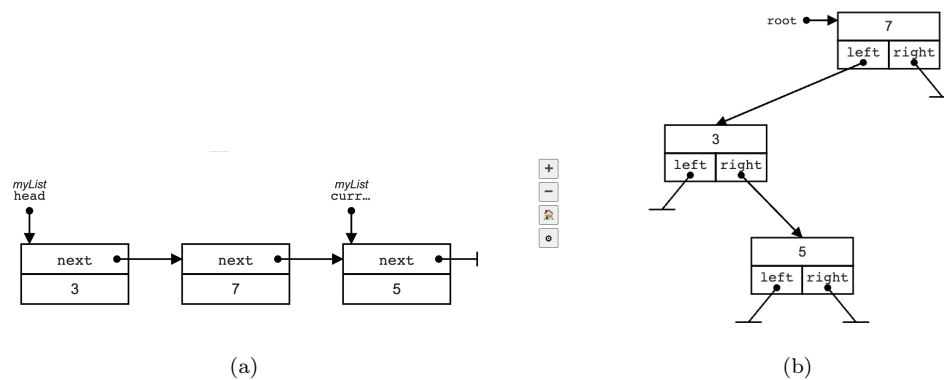 root
7
left right
3
left right
5
left right
myList
head
myList
curr...
next
next
next
3
7
5
+
−
(a)
(b)